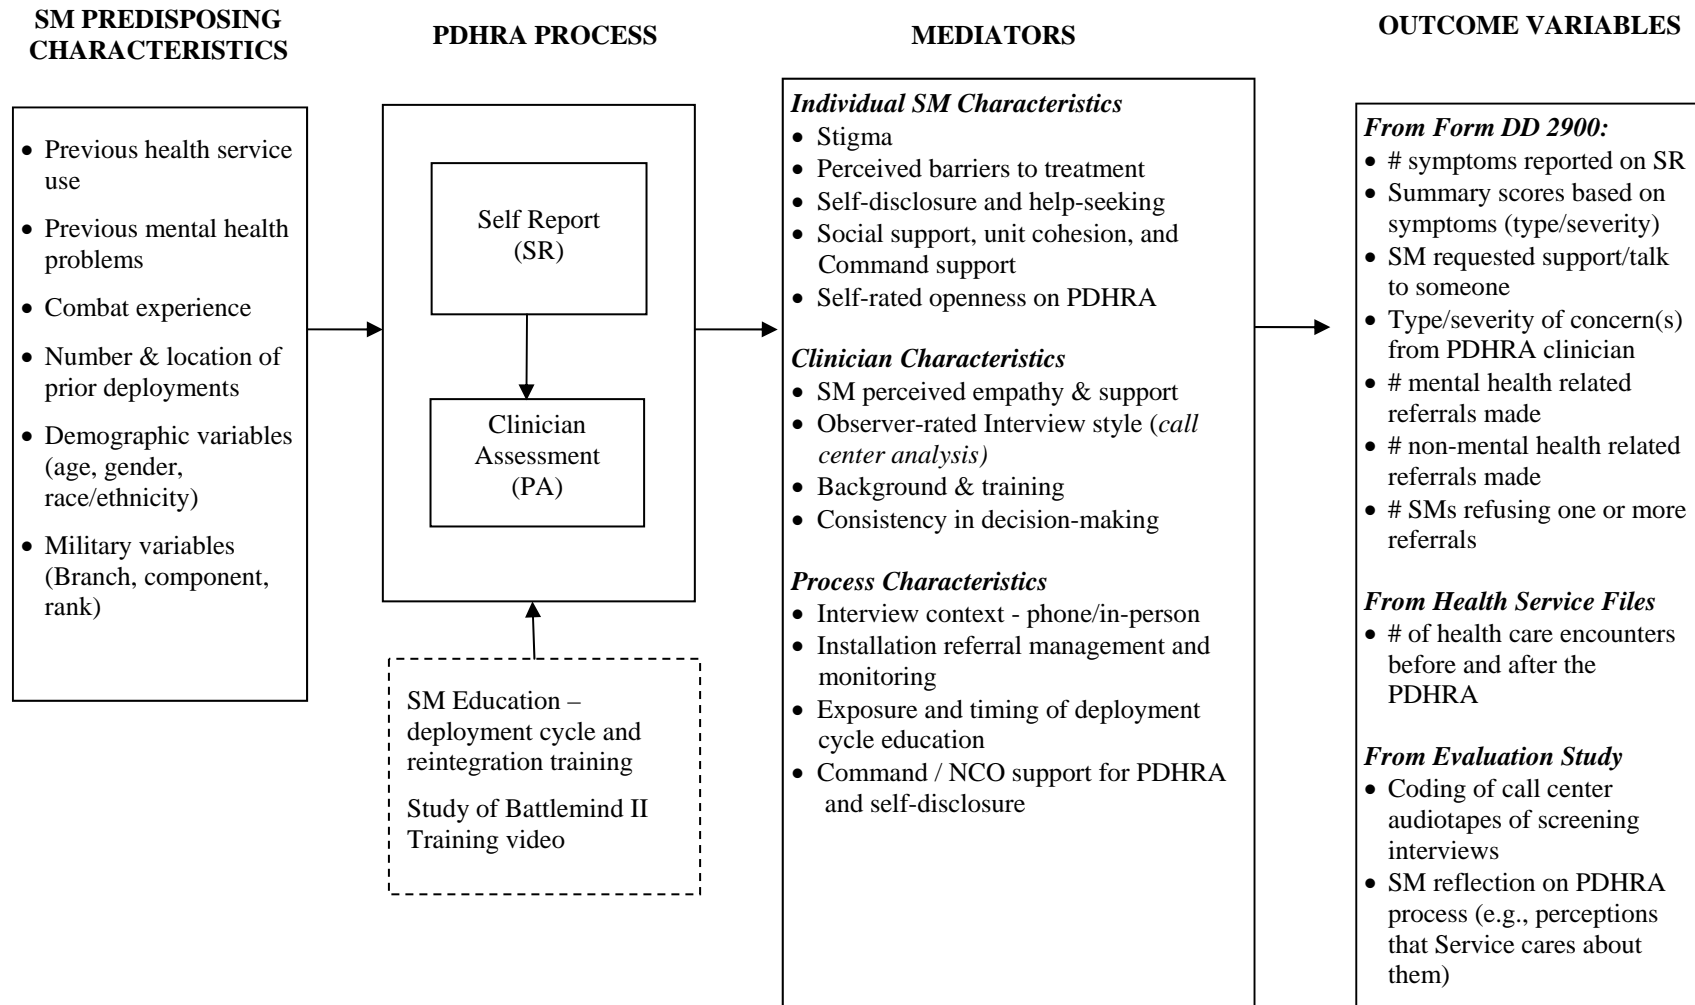 SM PREDISPOSING
CHARACTERISTICS
• Previous health service
use
• Previous mental health
problems
• Combat experience
• Number & location of
prior deployments
• Demographic variables
(age, gender,
race/ethnicity)
• Military variables
(Branch, component,
rank)
PDHRA PROCESS
Self Report
(SR)
Clinician
Assessment
(PA)
SM Education –
deployment cycle and
reintegration training
Study of Battlemind II
Training video
MEDIATORS
Individual SM Characteristics
• Stigma
• Perceived barriers to treatment
• Self-disclosure and help-seeking
• Social support, unit cohesion, and
Command support
• Self-rated openness on PDHRA
Clinician Characteristics
• SM perceived empathy & support
• Observer-rated Interview style (call
center analysis)
• Background & training
• Consistency in decision-making
Process Characteristics
• Interview context - phone/in-person
• Installation referral management and
monitoring
• Exposure and timing of deployment
cycle education
• Command / NCO support for PDHRA
and self-disclosure
OUTCOME VARIABLES
From Form DD 2900:
• # symptoms reported on SR
• Summary scores based on
symptoms (type/severity)
• SM requested support/talk
to someone
• Type/severity of concern(s)
from PDHRA clinician
• # mental health related
referrals made
• # non-mental health related
referrals made
• # SMs refusing one or more
referrals
From Health Service Files
• # of health care encounters
before and after the
PDHRA
From Evaluation Study
• Coding of call center
audiotapes of screening
interviews
• SM reflection on PDHRA
process (e.g., perceptions
that Service cares about
them)